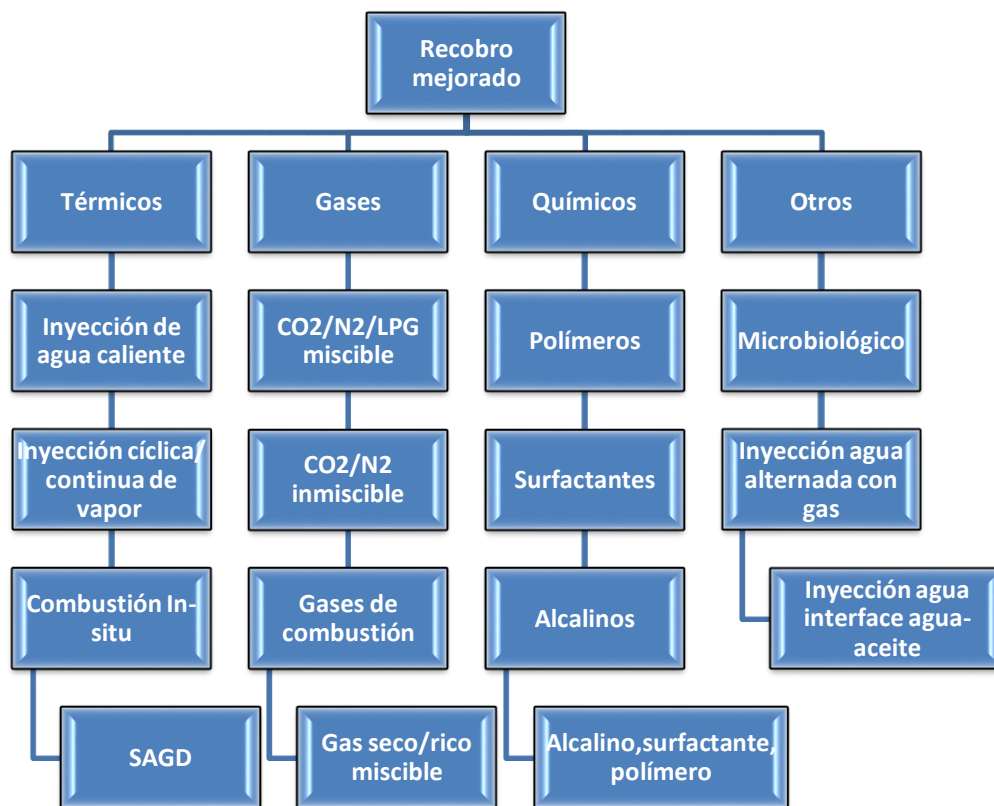 Recobro
mejorado
Térmicos
Gases
Químicos
Otros
Inyección de
agua caliente
CO2/N2/LPG
miscible
Polímeros
Microbiológico
Inyección cíclica/
continua de
vapor
CO2/N2
inmiscible
Surfactantes
Inyección agua
alternada con
gas
Combustión In-
situ
Gases de
combustión
Alcalinos
Inyección agua
interface agua-
aceite
SAGD
Gas seco/rico
miscible
Alcalino,surfactante,
polímero